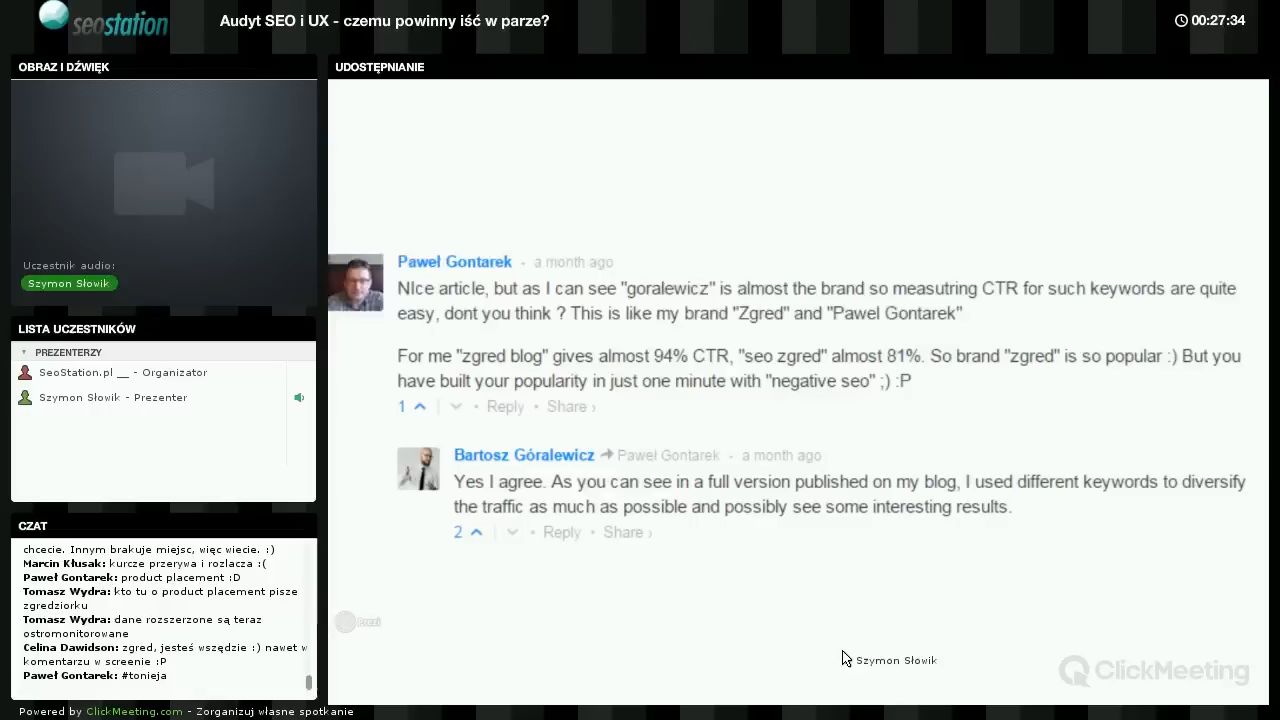 seostation
Audyt SEO i UX - czemu powinny iść w parze?
00:27:34
OBRAZ I DŹWIĘK
Uczestnik audio:
Szymon Słowik
LISTA UCZESTNIKÓW
PREZENTERZY
SeoStation.pl __ - Organizator
Szymon Słowik - Prezenter
CZAT
chcecie. Innym brakuje miejsc, więc wiecie. :)
Marcin Kłusak: kurcze przerywa i rozlacza :(
Paweł Gontarek: product placement :D
Tomasz Wydra: kto tu o product placement pisze
zgredziorku
Tomasz Wydra: dane rozszerzone są teraz
ostromonitorowane
Celina Dawidson: zgred, jesteś wszędzie :) nawet w
komentarzu w screenie :P
Paweł Gontarek: #tonieja
Powered by ClickMeeting.com - Zorganizuj własne spotkanie
UDOSTĘPNIANIE
Paweł Gontarek - a month ago
NIce article, but as I can see "goralewicz" is almost the brand so measutring CTR for such keywords are quite
easy, dont you think ? This is like my brand "Zgred" and "Pawel Gontarek"
For me "zgred blog" gives almost 94% CTR, "seo zgred" almost 81%. So brand "zgred" is so popular :) But you
have built your popularity in just one minute with "negative seo" ;) :P
1 • Reply • Share ›
Bartosz Góralewicz Paweł Gontarek - a month ago
Yes I agree. As you can see in a full version published on my blog, I used different keywords to diversify
the traffic as much as possible and possibly see some interesting results.
2 • Reply • Share ›
Prezi
Szymon Słowik
ClickMeeting